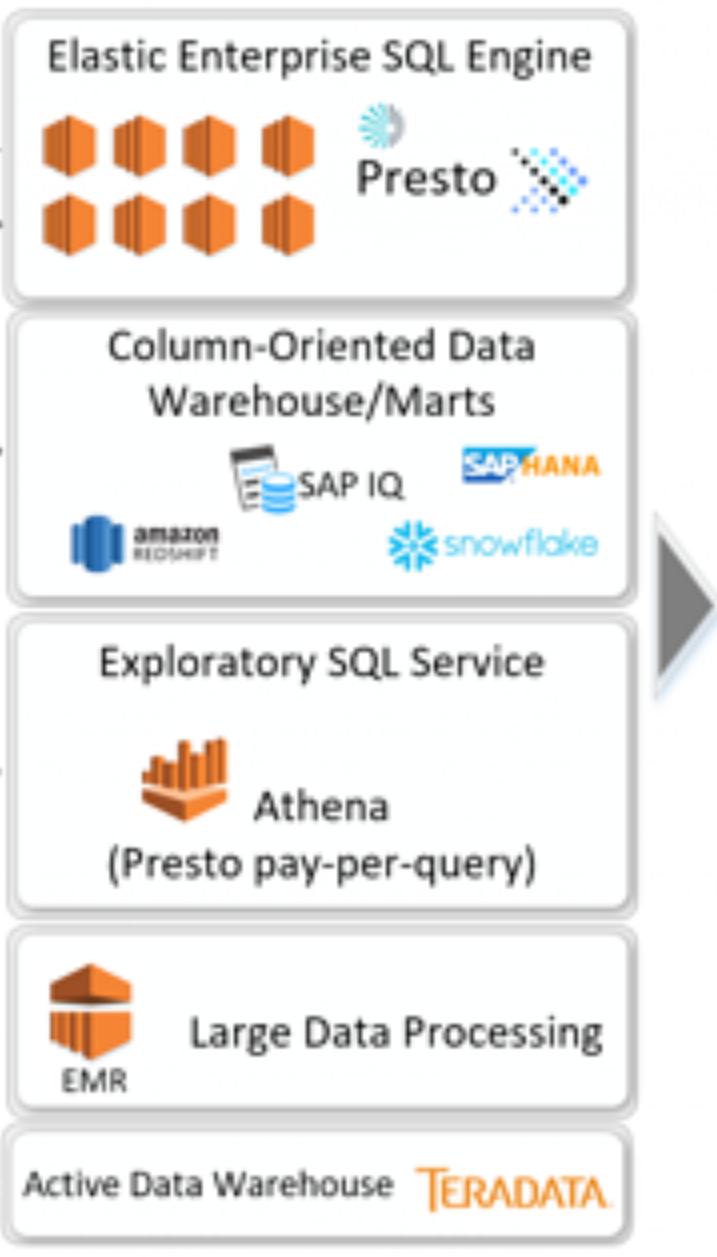 Elastic Enterprise SQL Engine
Presto
Column-Oriented Data
Warehouse/Marts
SAP IQ
SAP HANA
amazon
REDSHIFT
snowflake
Exploratory SQL Service
Athena
(Presto pay-per-query)
Large Data Processing
EMR
Active Data Warehouse TERADATA